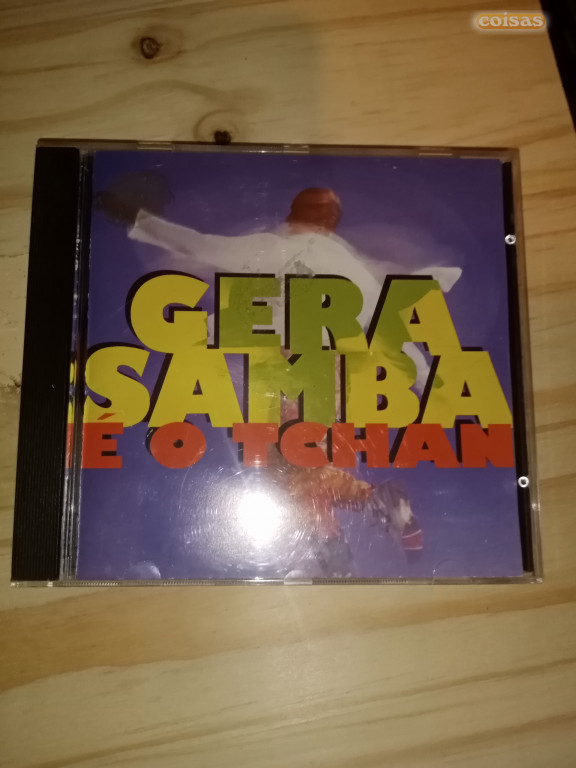 coisas
GERA
SAMBA
É O TCHAN